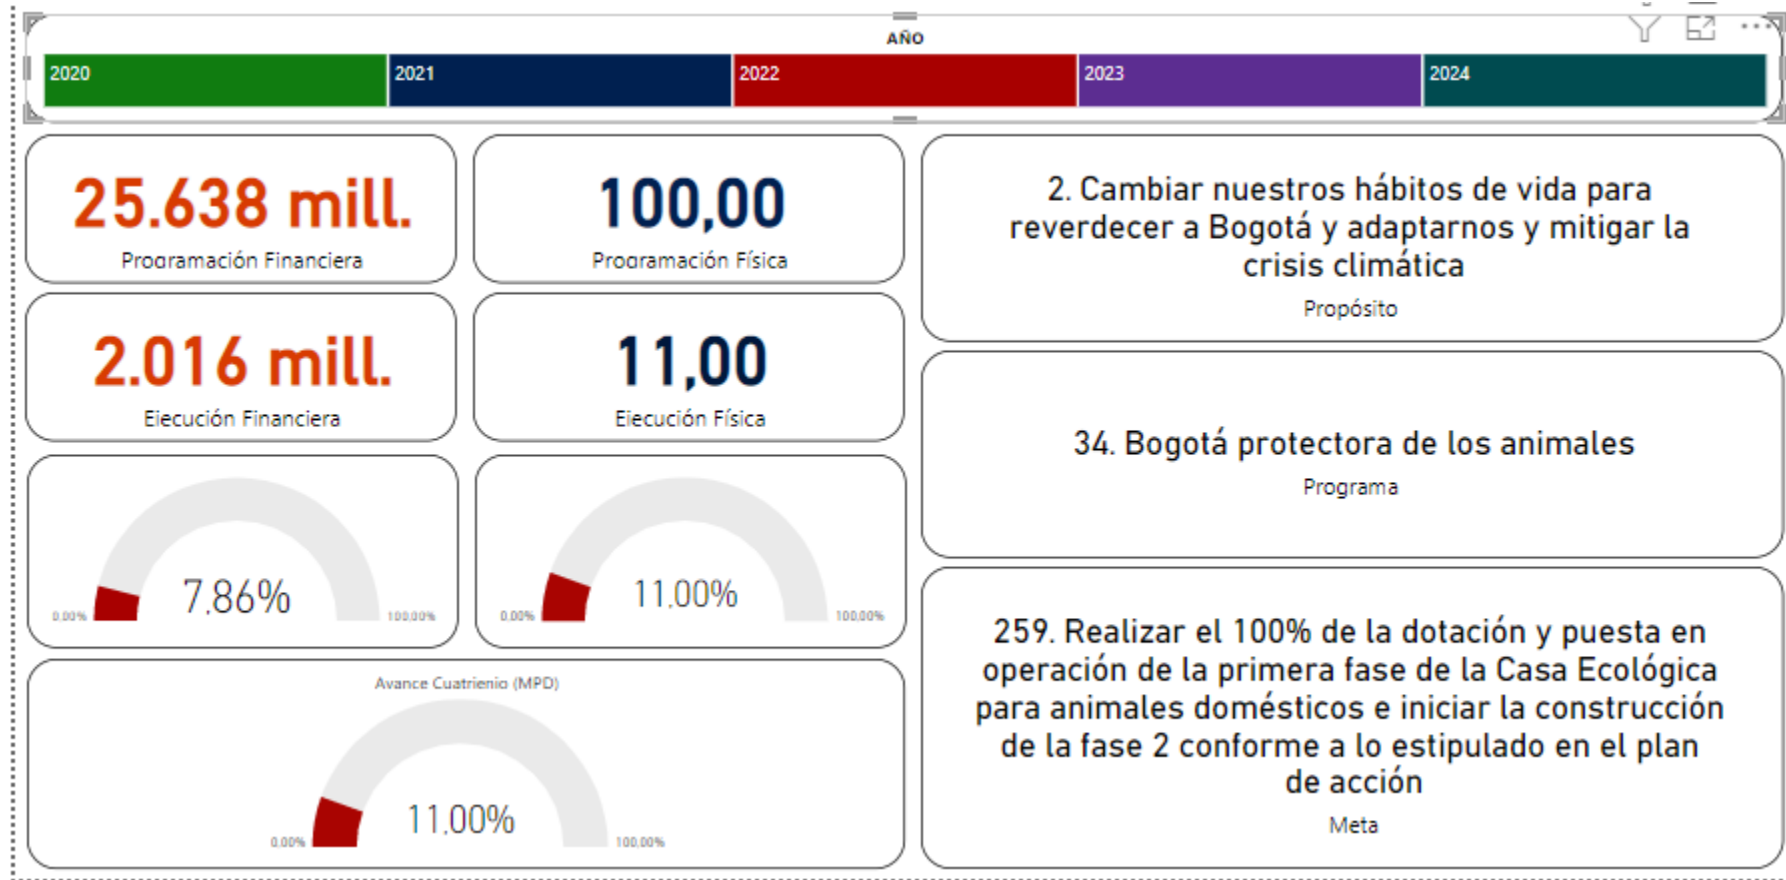 AÑO
2020
2021
2022
2023
2024
25.638 mill.
Programación Financiera
100,00
Programación Física
2. Cambiar nuestros hábitos de vida para
reverdecer a Bogotá y adaptarnos y mitigar la
crisis climática
Propósito
2.016 mill.
Ejecución Financiera
11,00
Ejecución Física
34. Bogotá protectora de los animales
Programa
7,86%
0,00%
100,00%
11,00%
0,00%
100,00%
259. Realizar el 100% de la dotación y puesta en
operación de la primera fase de la Casa Ecológica
para animales domésticos e iniciar la construcción
de la fase 2 conforme a lo estipulado en el plan
de acción
Meta
Avance Cuatrienio (MPD)
11,00%
0,00%
100,00%